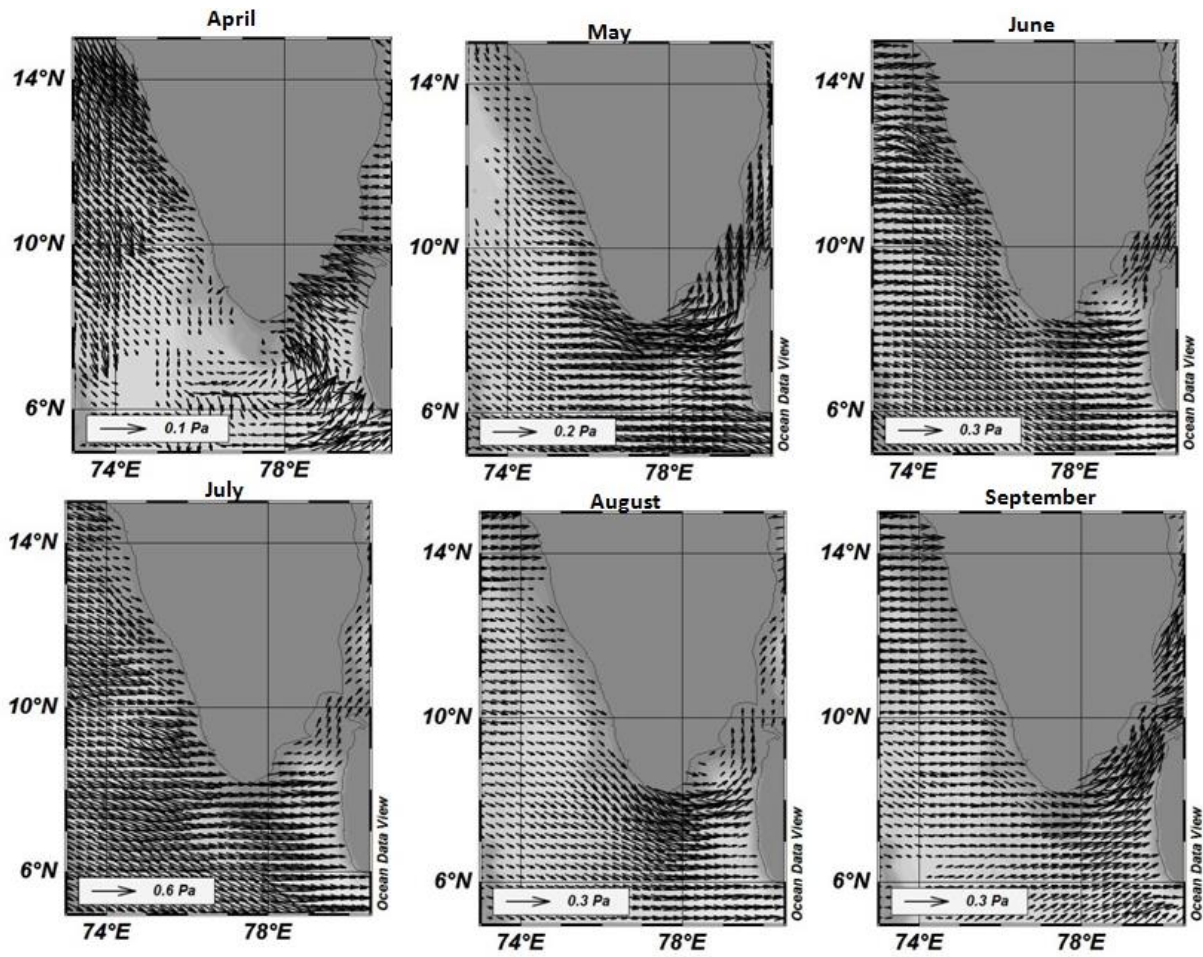 April
May
June
14°N
10°N
6°N
0.1 Pa
74°E
78°E
14°N
10°N
6°N
0.2 Pa
74°E
78°E
Ocean Data View
14°N
10°N
6°N
0.3 Pa
74°E
78°E
Ocean Data View
July
August
September
14°N
10°N
6°N
0.6 Pa
74°E
78°E
Ocean Data View
14°N
10°N
6°N
0.3 Pa
74°E
78°E
Ocean Data View
14°N
10°N
6°N
0.3 Pa
74°E
78°E
Ocean Data View